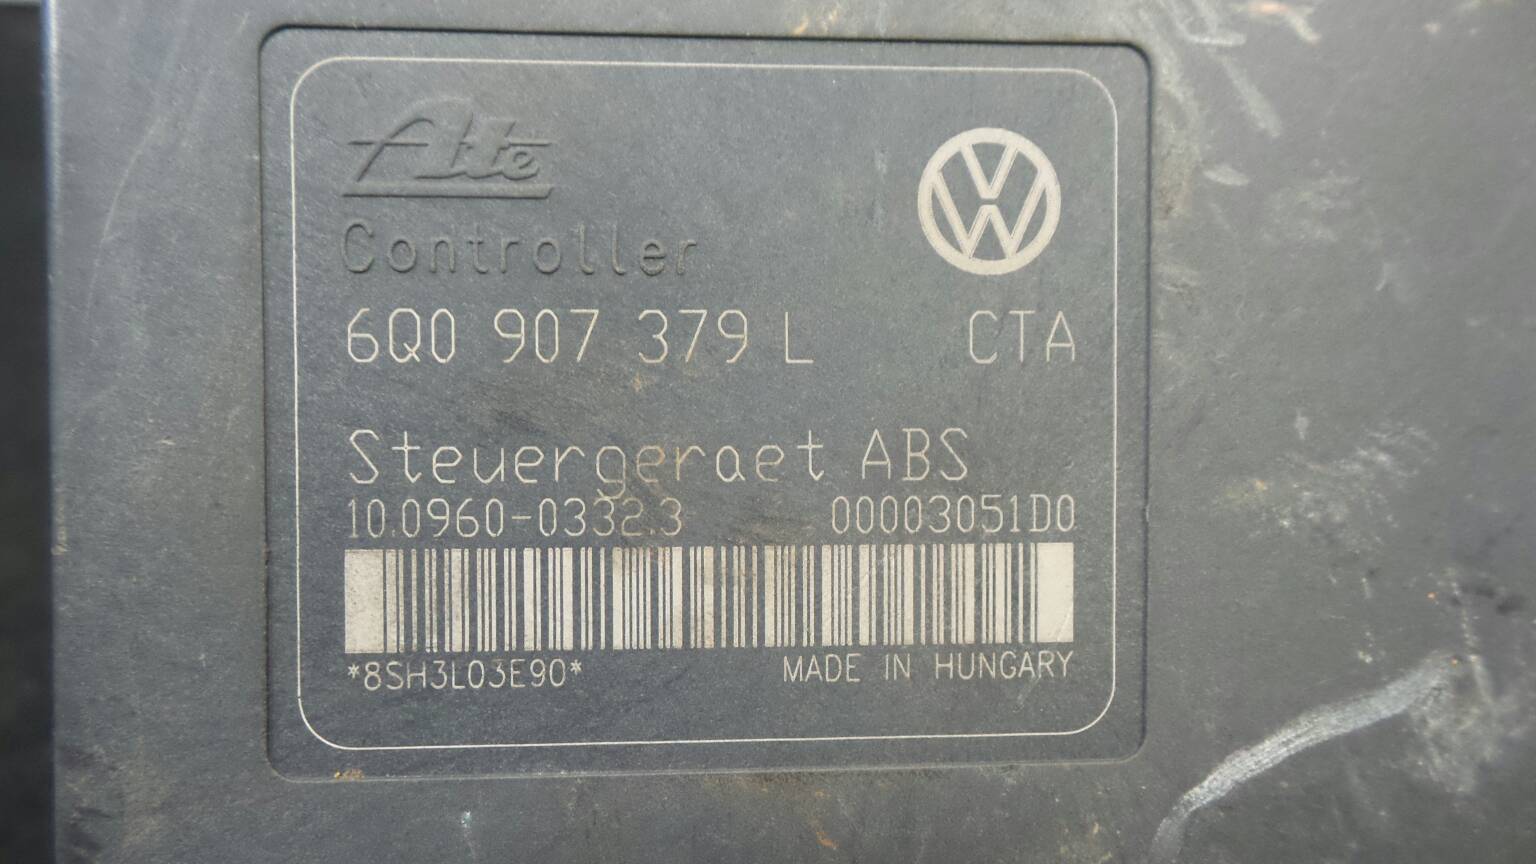 Ate
Controller
6Q0 907 379 L CTA
Steuergeraet ABS
10.0960-0332.3 00003051D0
*8SH3L03E90* MADE IN HUNGARY